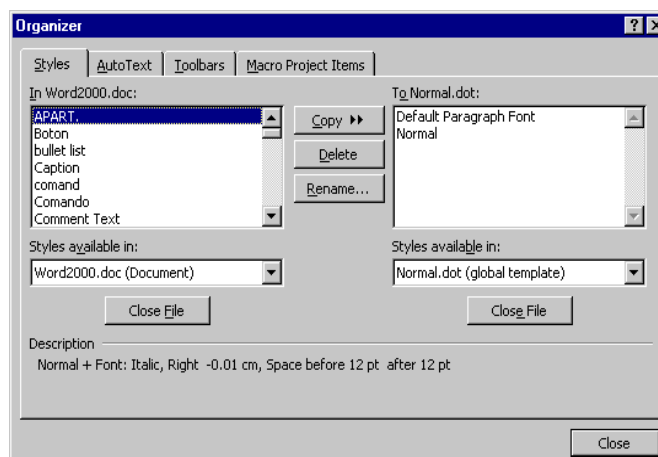 Organizer
Styles AutoText Toolbars Macro Project Items
In Word2000.doc:
APART.
Boton
bullet list
Caption
comand
Comando
Comment Text
Copy
Delete
Rename...
To Normal.dot:
Default Paragraph Font
Normal
Styles available in:
Word2000.doc (Document)
Close File
Styles available in:
Normal.dot (global template)
Close File
Description
Normal + Font: Italic, Right -0.01 cm, Space before 12 pt after 12 pt
Close